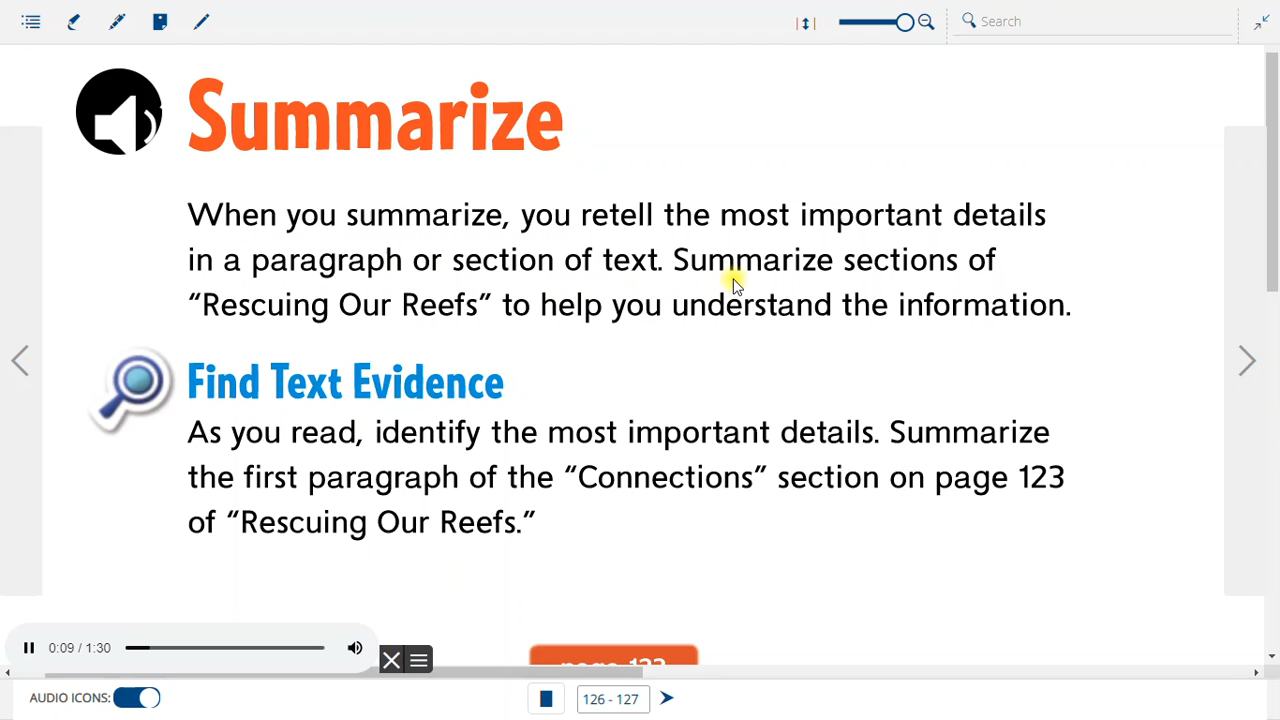 Search
Summarize
When you summarize, you retell the most important details
in a paragraph or section of text. Summarize sections of
“Rescuing Our Reefs” to help you understand the information.
Find Text Evidence
As you read, identify the most important details. Summarize
the first paragraph of the “Connections” section on page 123
of “Rescuing Our Reefs.”
0:09 / 1:30
page 123
AUDIO ICONS:
126 - 127